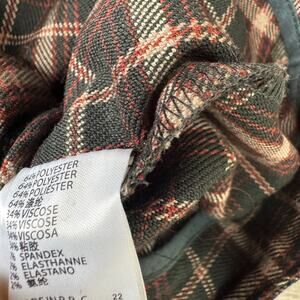 64% POLYESTER
64% POLYESTER
64% POLIÉSTER
64% 涤纶
34% VISCOSE
34% VISCOSE
34% VISCOSA
34% 粘胶
2% SPANDEX
2% ELASTHANNE
2% ELASTANO
2% 氨纶
22